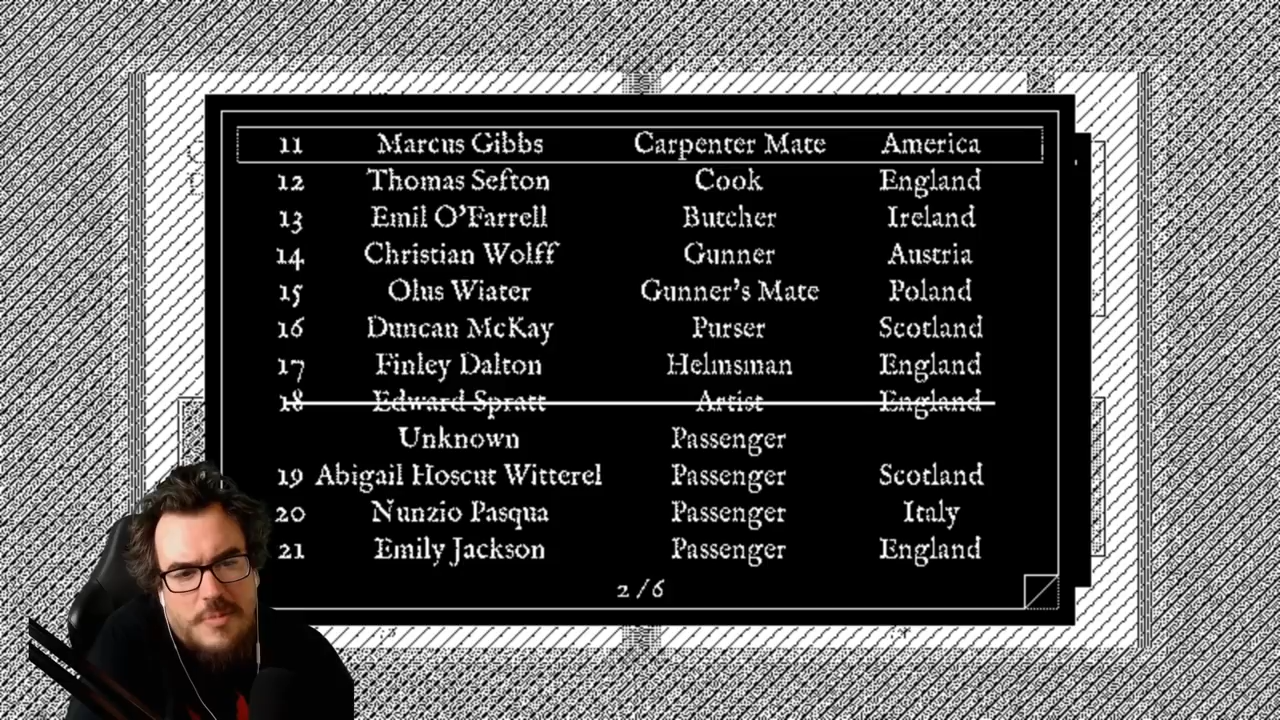 11 Marcus Gibbs Carpenter Mate America
12 Thomas Sefton Cook England
13 Emil O'Farrell Butcher Ireland
14 Christian Wolff Gunner Austria
15 Olus Wiater Gunner's Mate Poland
16 Duncan McKay Purser Scotland
17 Finley Dalton Helmsman England
18 Edward Spratt Artist England
Unknown Passenger
19 Abigail Hoscut Witterel Passenger Scotland
20 Nunzio Pasqua Passenger Italy
21 Emily Jackson Passenger England
2/6